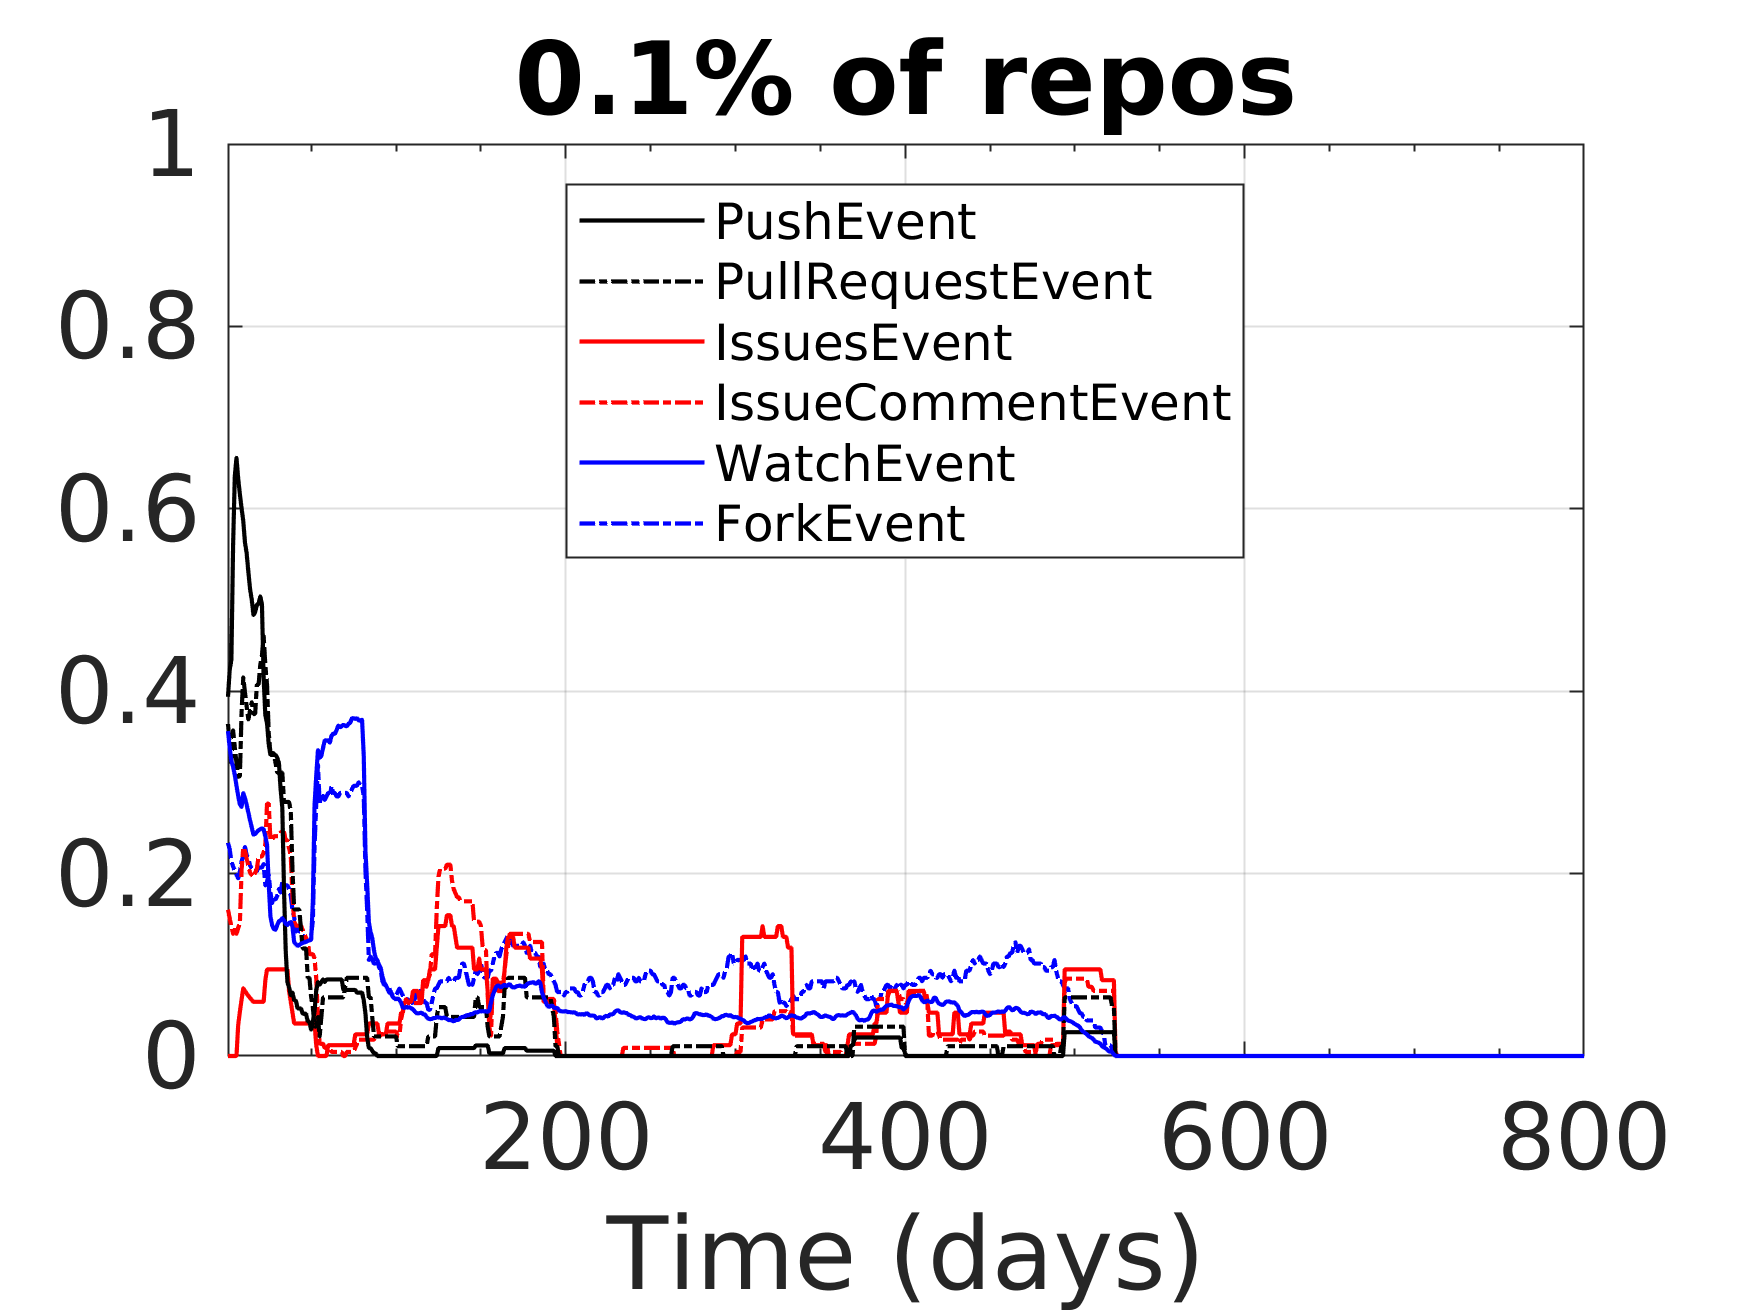 0.1% of repos
1
0.8
0.6
0.4
0.2
0
PushEvent
PullRequestEvent
IssuesEvent
IssueCommentEvent
WatchEvent
ForkEvent
200 400 600 800
Time (days)